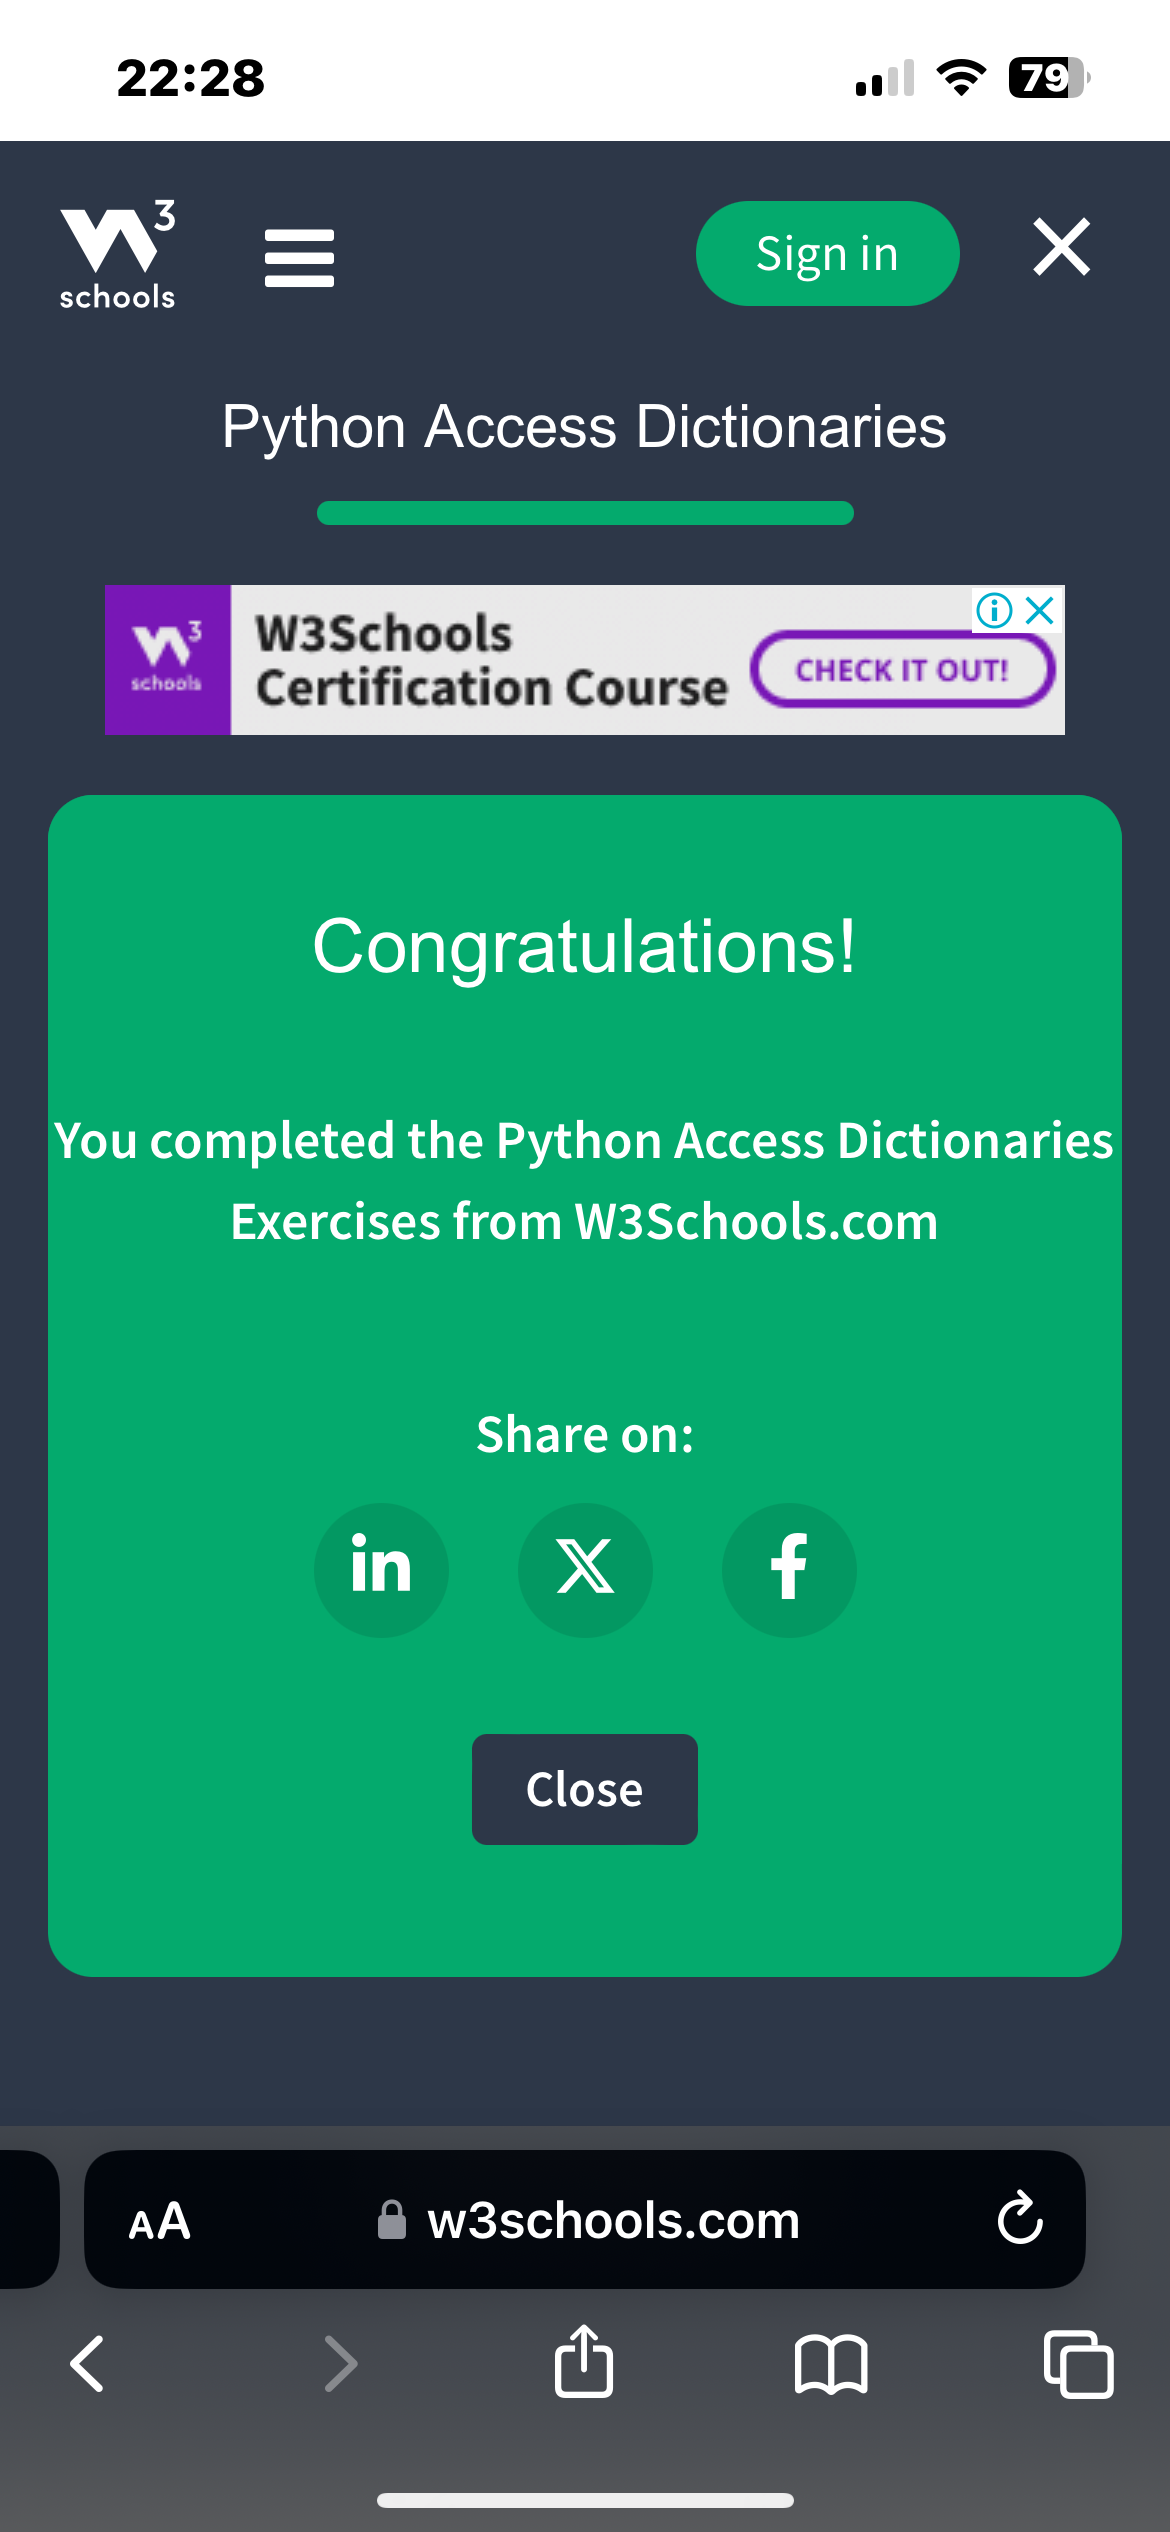 22:28
79
W3
schools
Sign in
Python Access Dictionaries
W3Schools
Certification Course
W3
schools
CHECK IT OUT!
Congratulations!
You completed the Python Access Dictionaries
Exercises from W3Schools.com
Share on:
in
X
f
Close
AA
w3schools.com